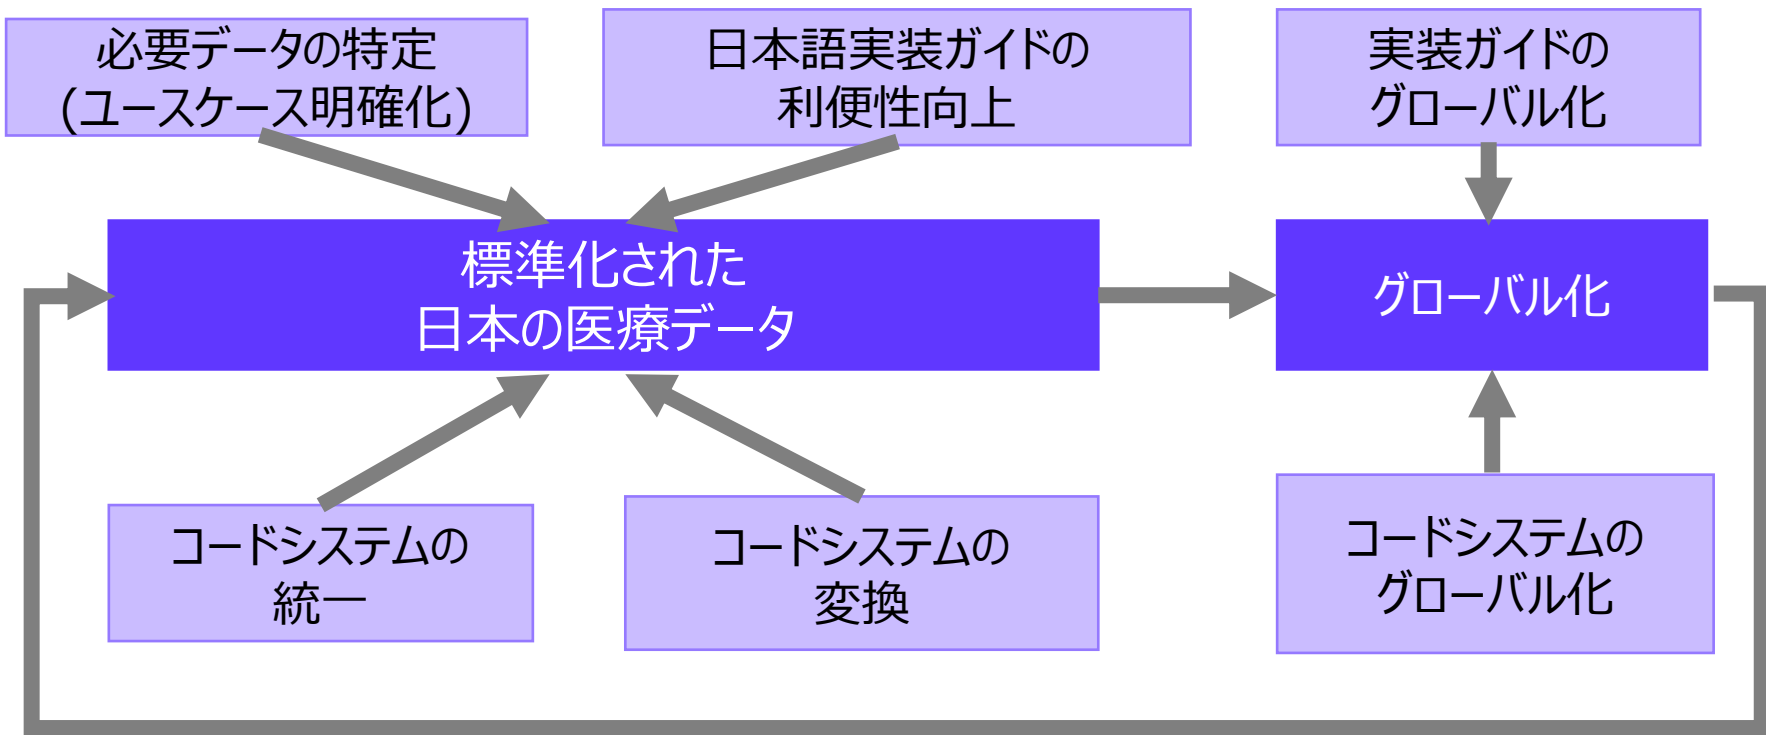 必要データの特定
(ユースケース明確化)
日本語実装ガイドの
利便性向上
実装ガイドの
グローバル化
標準化された
日本の医療データ
グローバル化
コードシステムの
統一
コードシステムの
変換
コードシステムの
グローバル化